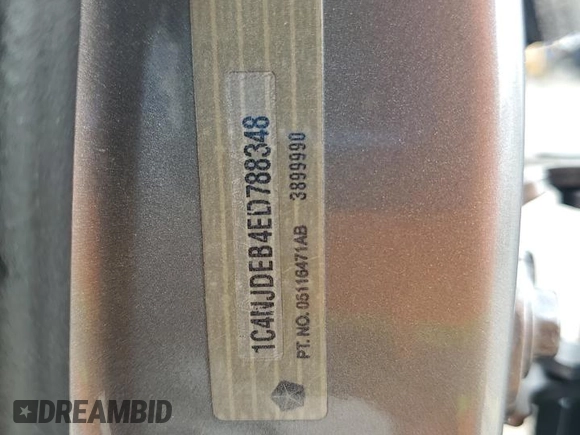 1C4NJDEB4ED788348
PT. NO. 05116471AB 3899990
DREAMBID